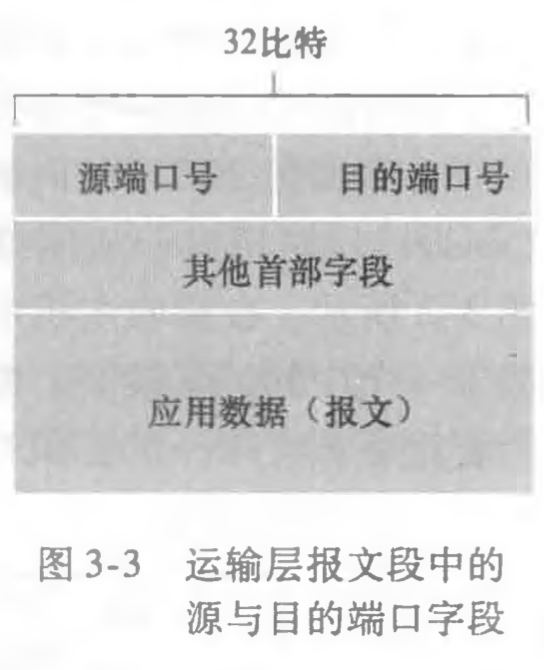 32比特
源端口号 目的端口号
其他首部字段
应用数据（报文）
图3-3 运输层报文段中的
源与目的端口字段